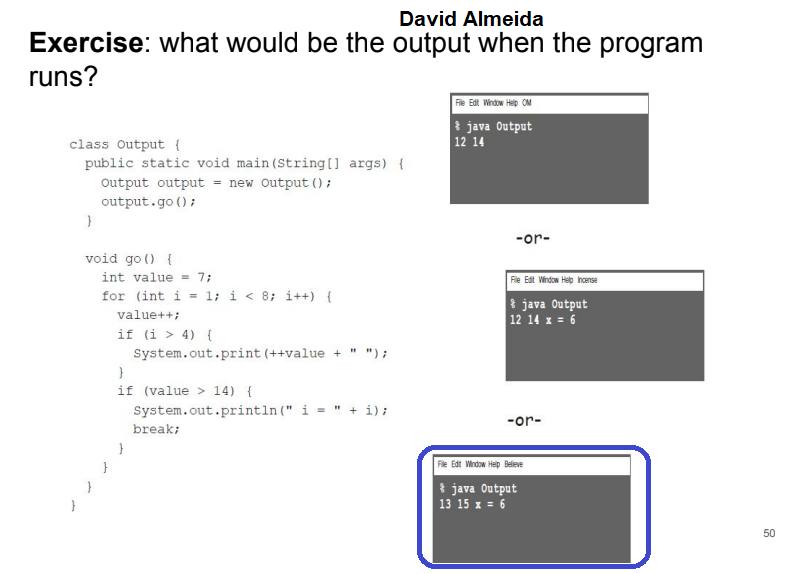 David Almeida
Exercise: what would be the output when the program
runs?
class Output {
public static void main(String[] args) {
Output output = new Output();
output.go();
}
void go() {
int value = 7;
for (int i = 1; i < 8; i++) {
value++;
if (i > 4) {
System.out.print(++value + " ");
}
if (value > 14) {
System.out.println(" i = " + i);
break;
}
}
}
}
File Edit Window Help OM
% java Output
12 14
-or-
File Edit Window Help Incense
% java Output
12 14 x = 6
-or-
File Edit Window Help Believe
% java Output
13 15 x = 6
50